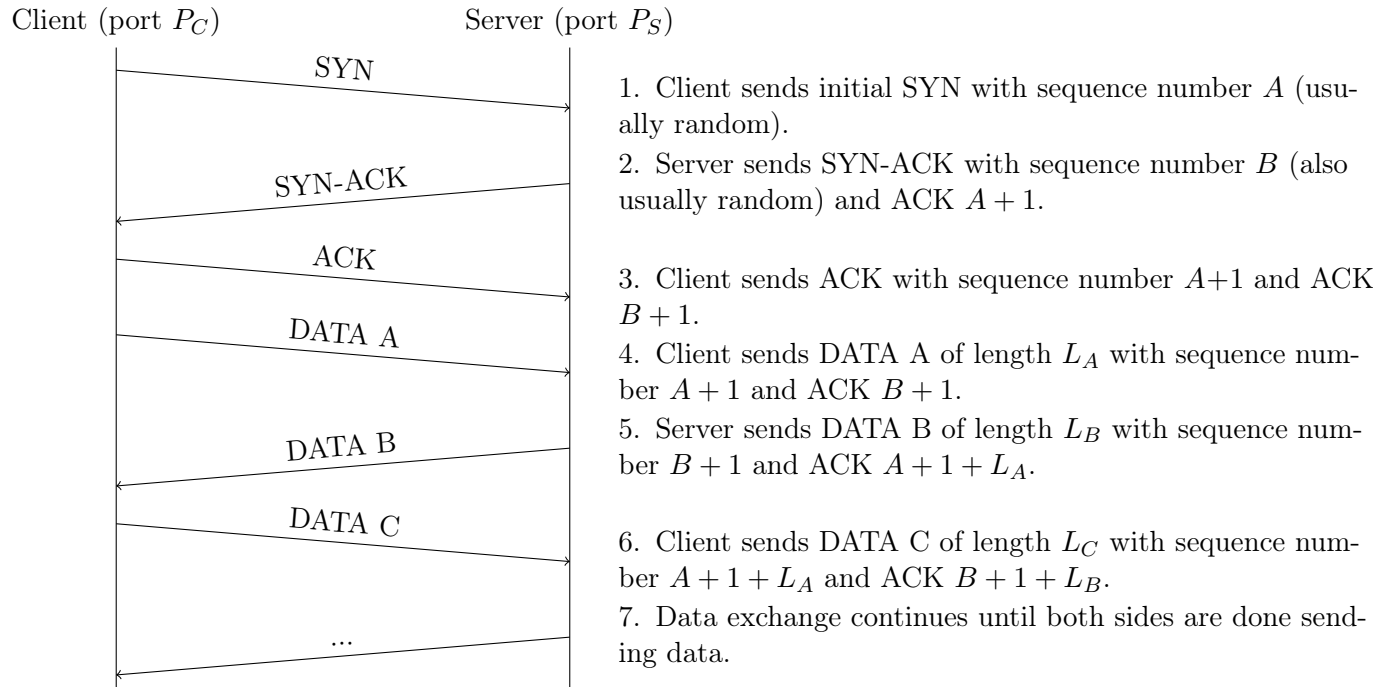 Client (port P_C) Server (port P_S)
SYN
1. Client sends initial SYN with sequence number A (usu-
ally random).
SYN-ACK
2. Server sends SYN-ACK with sequence number B (also
usually random) and ACK A + 1.
ACK
3. Client sends ACK with sequence number A+1 and ACK
B + 1.
DATA A
4. Client sends DATA A of length L_A with sequence num-
ber A + 1 and ACK B + 1.
DATA B
5. Server sends DATA B of length L_B with sequence num-
ber B + 1 and ACK A + 1 + L_A.
DATA C
6. Client sends DATA C of length L_C with sequence num-
ber A + 1 + L_A and ACK B + 1 + L_B.
...
7. Data exchange continues until both sides are done send-
ing data.